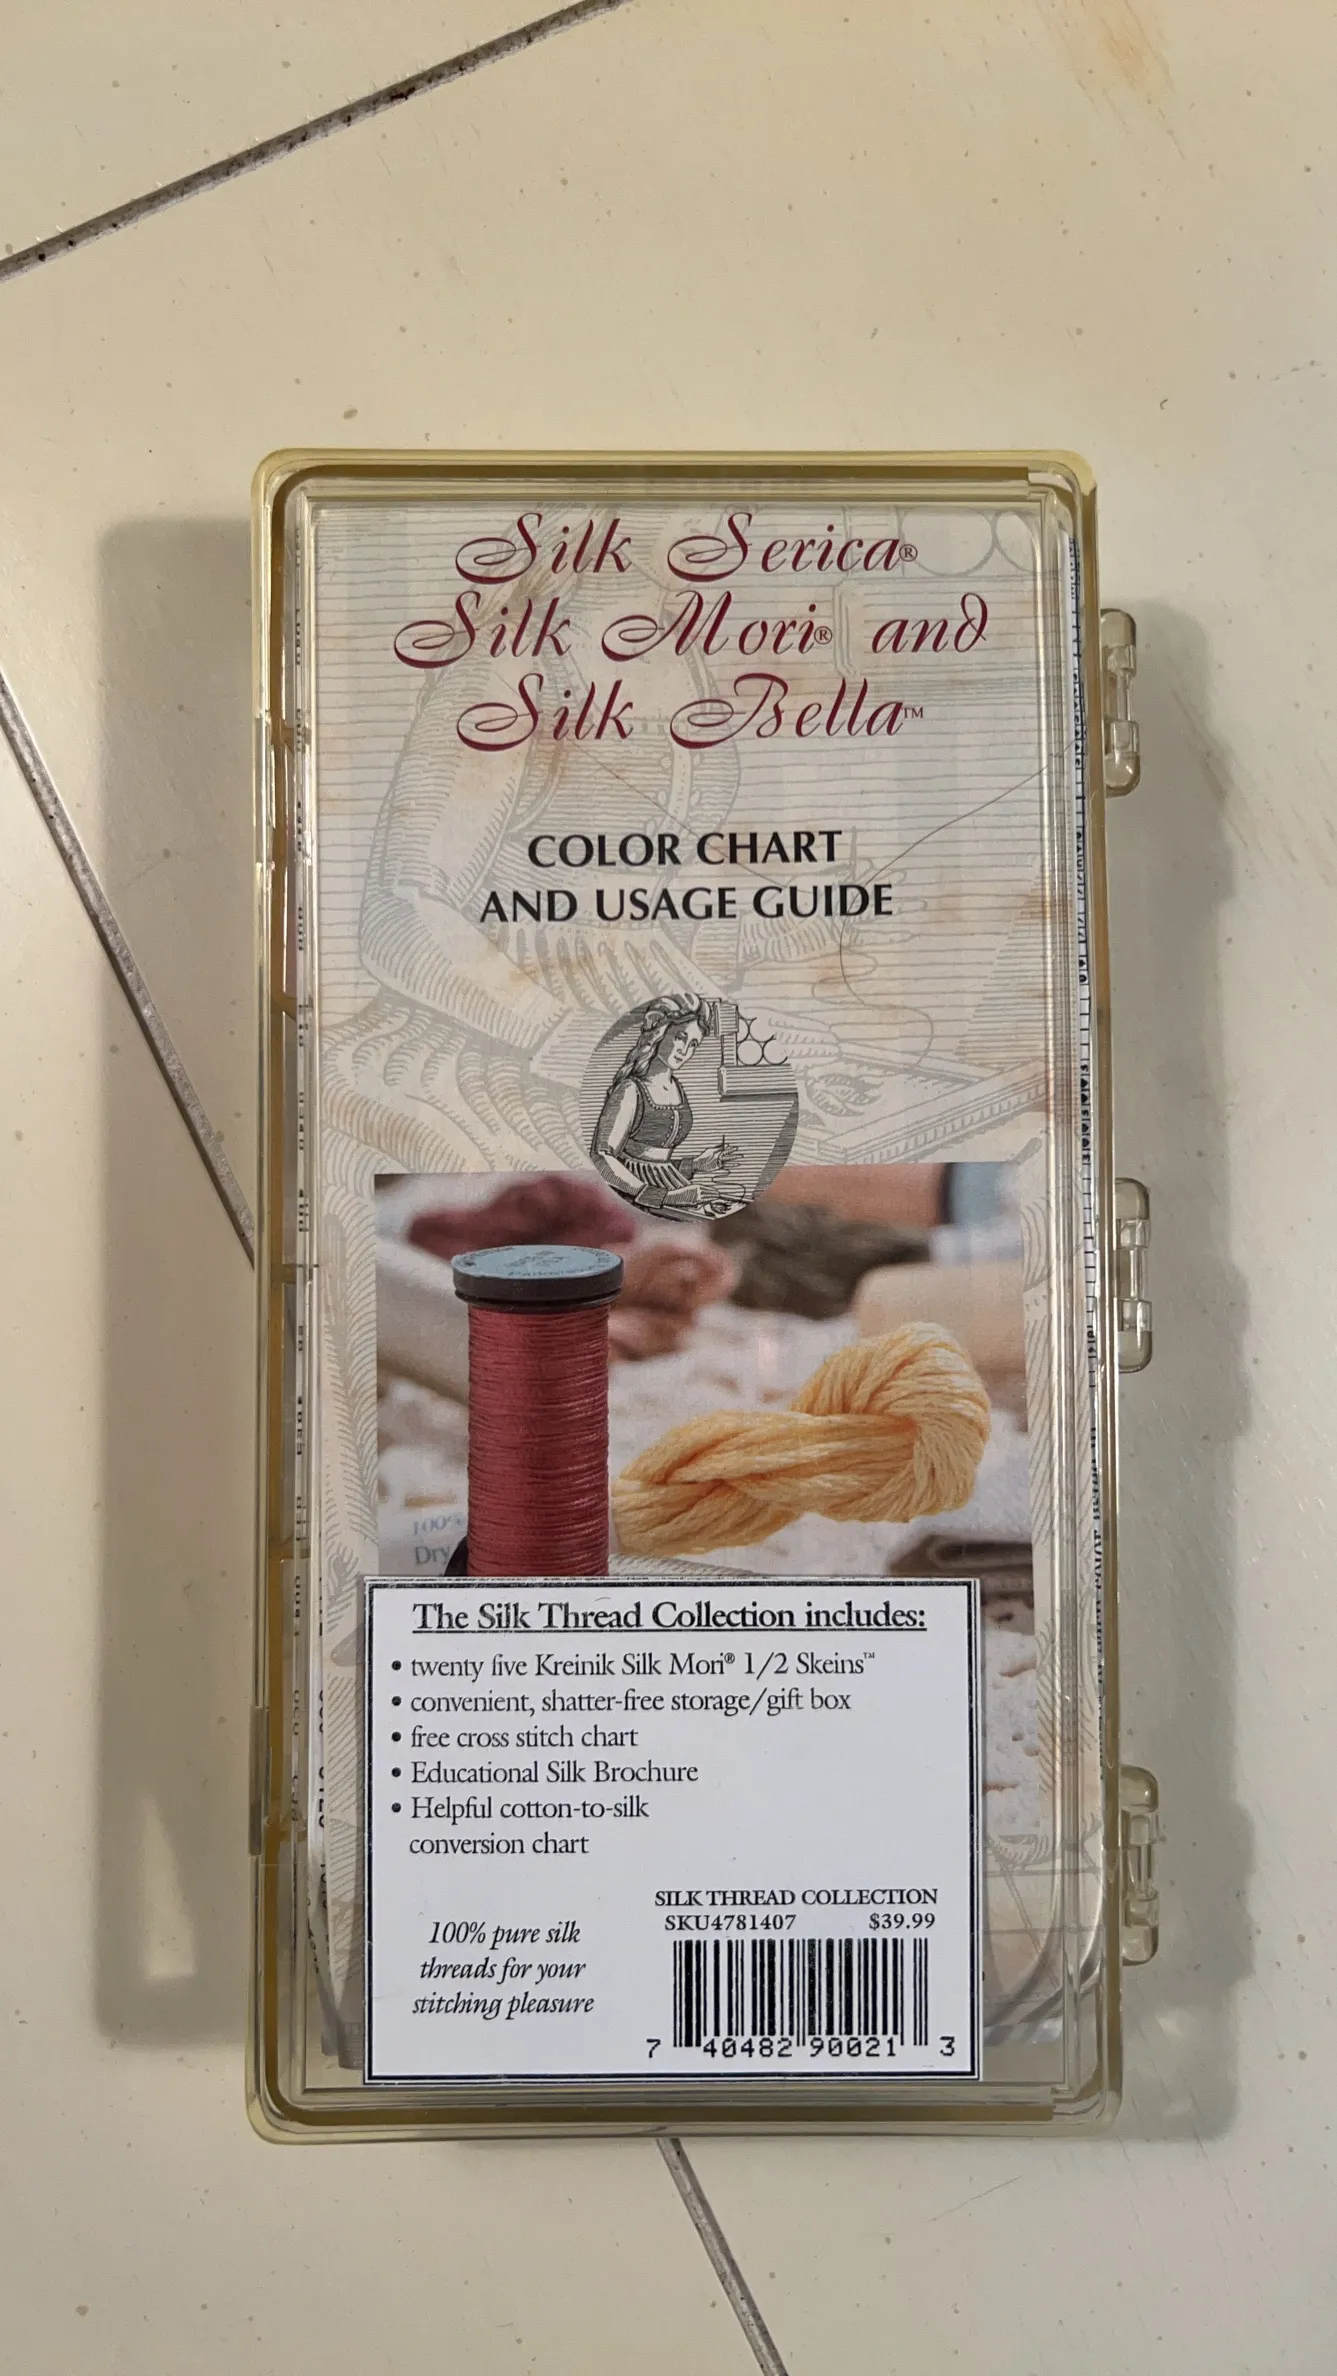 Silk Serica®
Silk Mori® and
Silk Bella™
COLOR CHART
AND USAGE GUIDE
100%
Dry
The Silk Thread Collection includes:
• twenty five Kreinik Silk Mori® 1/2 Skeins™
• convenient, shatter-free storage/gift box
• free cross stitch chart
• Educational Silk Brochure
• Helpful cotton-to-silk
conversion chart
100% pure silk
threads for your
stitching pleasure
SILK THREAD COLLECTION
SKU4781407 $39.99
7 40482 90021 3